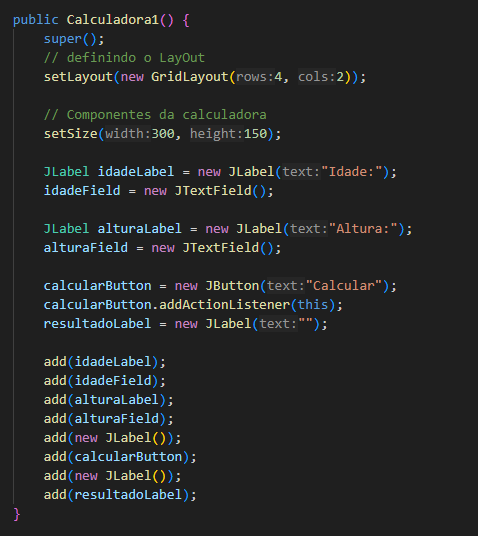 public Calculadora1() {
super();
// definindo o LayOut
setLayout(new GridLayout(rows:4, cols:2));
// Componentes da calculadora
setSize(width:300, height:150);
JLabel idadeLabel = new JLabel(text:"Idade:");
idadeField = new JTextField();
JLabel alturaLabel = new JLabel(text:"Altura:");
alturaField = new JTextField();
calcularButton = new JButton(text:"Calcular");
calcularButton.addActionListener(this);
resultadoLabel = new JLabel(text:"");
add(idadeLabel);
add(idadeField);
add(alturaLabel);
add(alturaField);
add(new JLabel());
add(calcularButton);
add(new JLabel());
add(resultadoLabel);
}